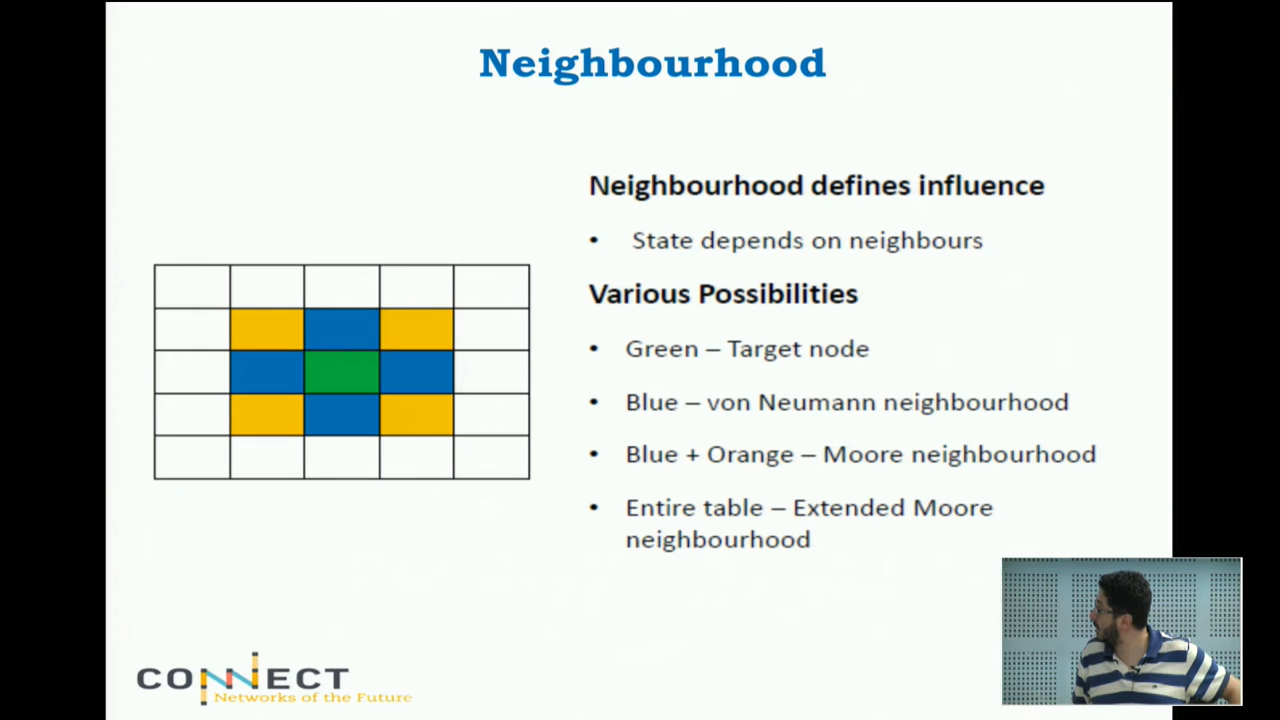 Neighbourhood
Neighbourhood defines influence
• State depends on neighbours
Various Possibilities
• Green – Target node
• Blue – von Neumann neighbourhood
• Blue + Orange – Moore neighbourhood
• Entire table – Extended Moore
neighbourhood
CONNECT
Networks of the Future